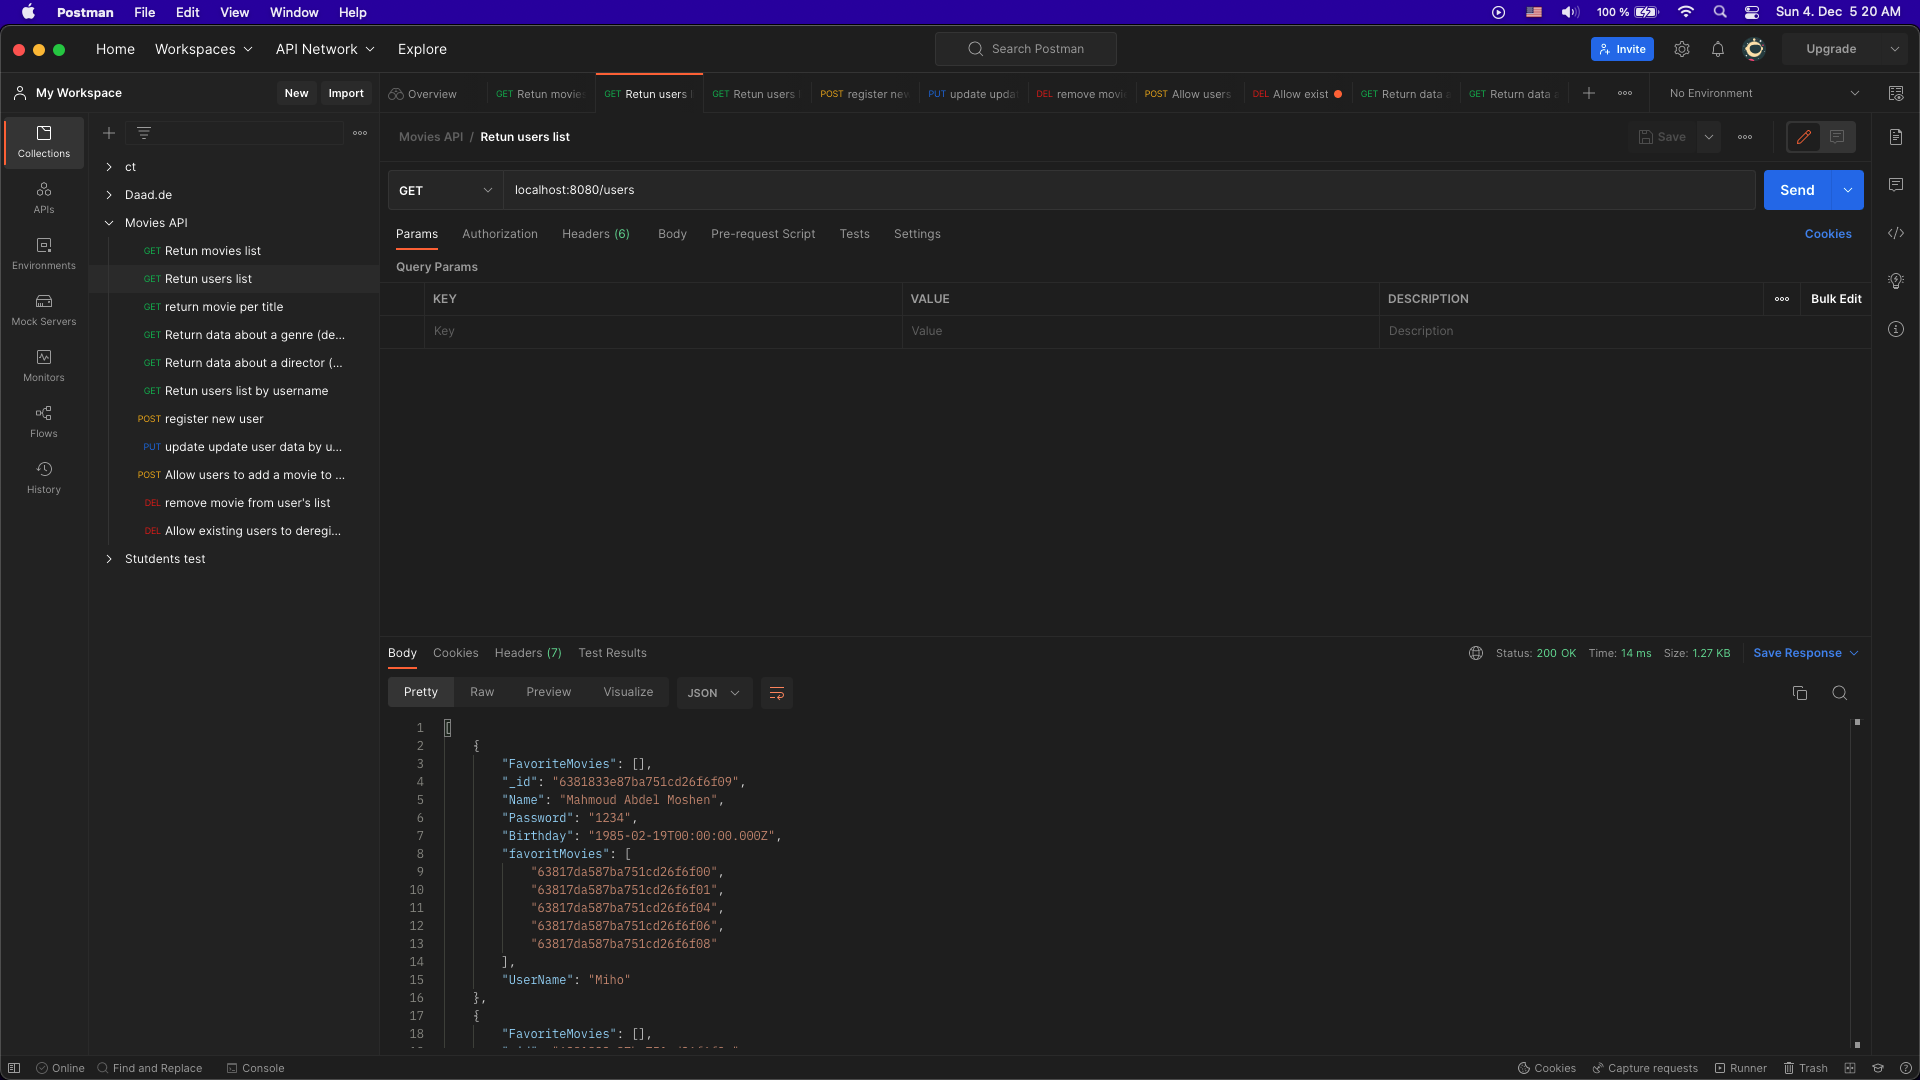 Postman File Edit View Window Help 100 % Sun 4. Dec 5 20 AM
Home Workspaces API Network Explore Search Postman Invite Upgrade
My Workspace New Import Overview GET Retun movies GET Retun users GET Retun users POST register new PUT update upda DEL remove movi POST Allow users DEL Allow exist GET Return data GET Return data No Environment
Movies API / Retun users list Save
Collections
APIs
Environments
Mock Servers
Monitors
Flows
History
ct
Daad.de
Movies API
GET Retun movies list
GET Retun users list
GET return movie per title
GET Return data about a genre (de...
GET Return data about a director (...
GET Retun users list by username
POST register new user
PUT update update user data by u...
POST Allow users to add a movie to ...
DEL remove movie from user's list
DEL Allow existing users to deregi...
Stutdents test
GET localhost:8080/users Send
Params Authorization Headers (6) Body Pre-request Script Tests Settings Cookies
Query Params
KEY VALUE DESCRIPTION Bulk Edit
Key Value Description
Body Cookies Headers (7) Test Results Status: 200 OK Time: 14 ms Size: 1.27 KB Save Response
Pretty Raw Preview Visualize JSON
1 [
2 {
3 "FavoriteMovies": [],
4 "_id": "6381833e87ba751cd26f6f09",
5 "Name": "Mahmoud Abdel Moshen",
6 "Password": "1234",
7 "Birthday": "1985-02-19T00:00:00.000Z",
8 "favoritMovies": [
9 "63817da587ba751cd26f6f00",
10 "63817da587ba751cd26f6f01",
11 "63817da587ba751cd26f6f04",
12 "63817da587ba751cd26f6f06",
13 "63817da587ba751cd26f6f08"
14 ],
15 "UserName": "Miho"
16 },
17 {
18 "FavoriteMovies": [],
Online Find and Replace Console Cookies Capture requests Runner Trash